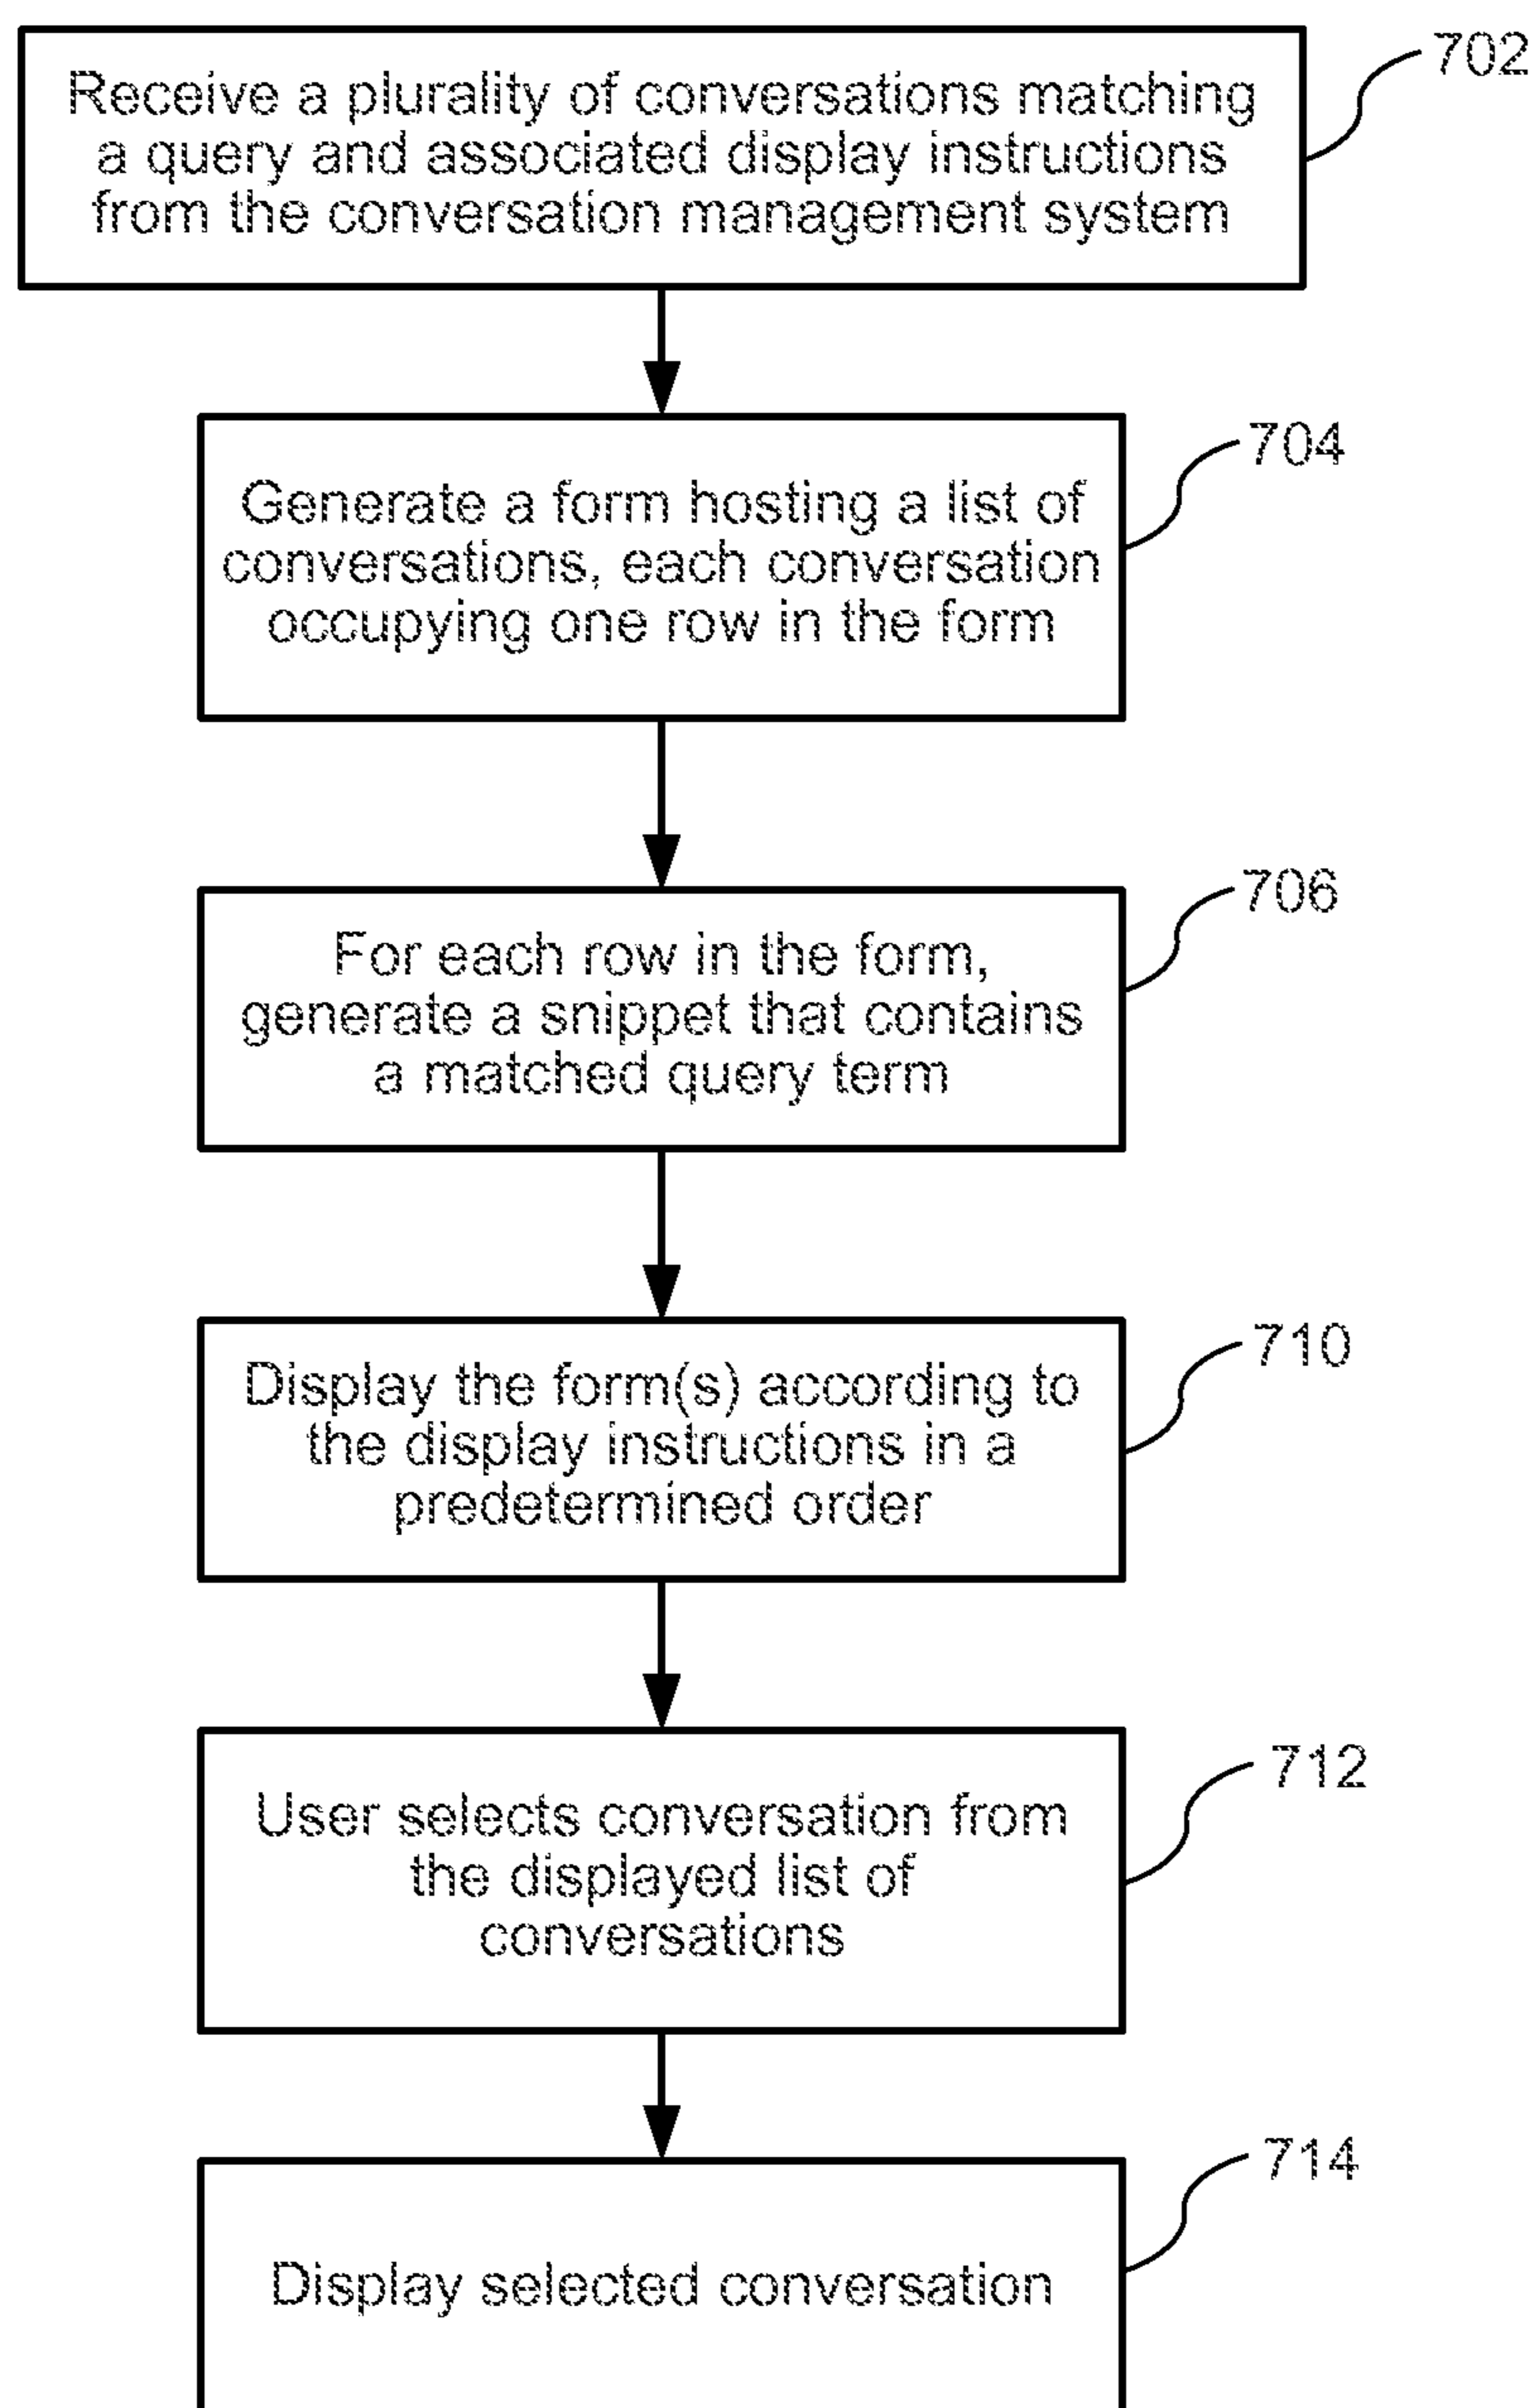 702
Receive a plurality of conversations matching
a query and associated display instructions
from the conversation management system
704
Generate a form hosting a list of
conversations, each conversation
occupying one row in the form
706
For each row in the form,
generate a snippet that contains
a matched query term
710
Display the form(s) according to
the display instructions in a
predetermined order
712
User selects conversation from
the displayed list of
conversations
714
Display selected conversation